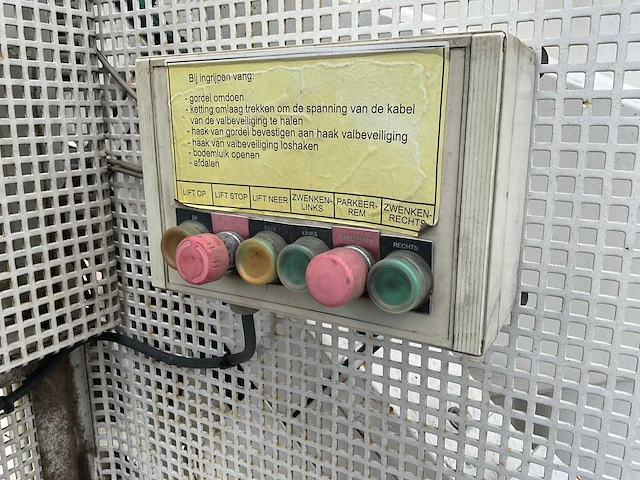 Bij ingrijpen vang:
- gordel omdoen
- ketting omlaag trekken om de spanning van de kabel
van de valbeveiliging te halen
- haak van gordel bevestigen aan haak valbeveiliging
- haak van valbeveiliging loshaken
- bodemluik openen
- afdalen
LIFT OP LIFT STOP LIFT NEER ZWENKEN- PARKEER- ZWENKEN-
LINKS REM RECHTS
OP NEER LINKS RECHTS